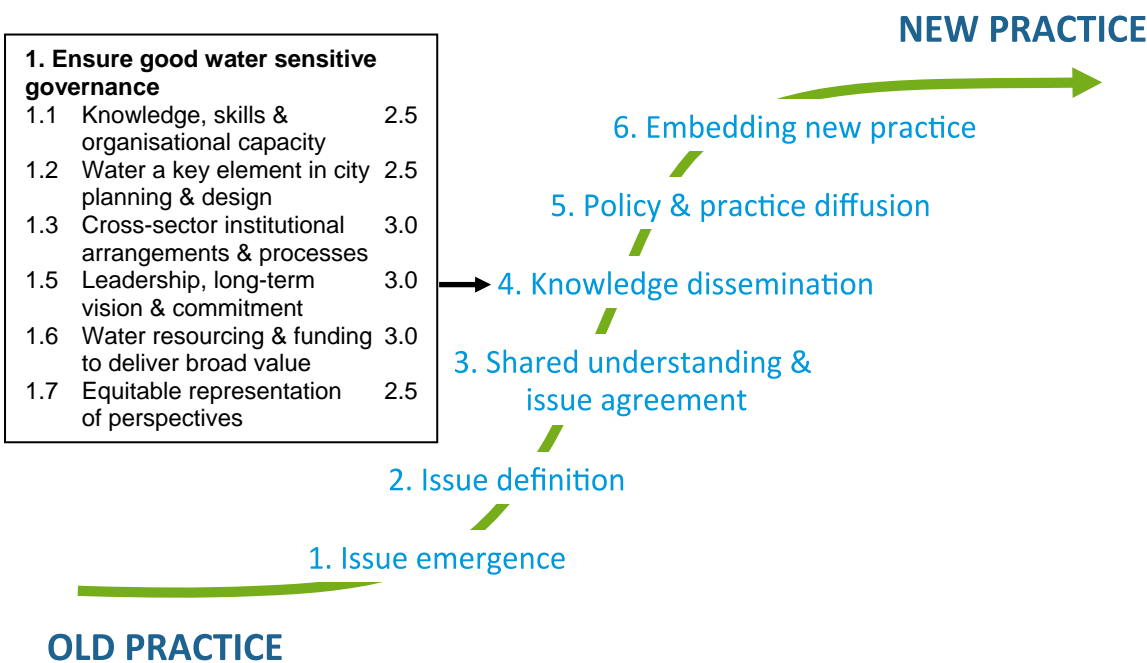 NEW PRACTICE
1. Ensure good water sensitive
governance
1.1 Knowledge, skills & 2.5
organisational capacity
1.2 Water a key element in city 2.5
planning & design
1.3 Cross-sector institutional 3.0
arrangements & processes
1.5 Leadership, long-term 3.0
vision & commitment
1.6 Water resourcing & funding 3.0
to deliver broad value
1.7 Equitable representation 2.5
of perspectives
6. Embedding new practice
5. Policy & practice diffusion
4. Knowledge dissemination
3. Shared understanding &
issue agreement
2. Issue definition
1. Issue emergence
OLD PRACTICE